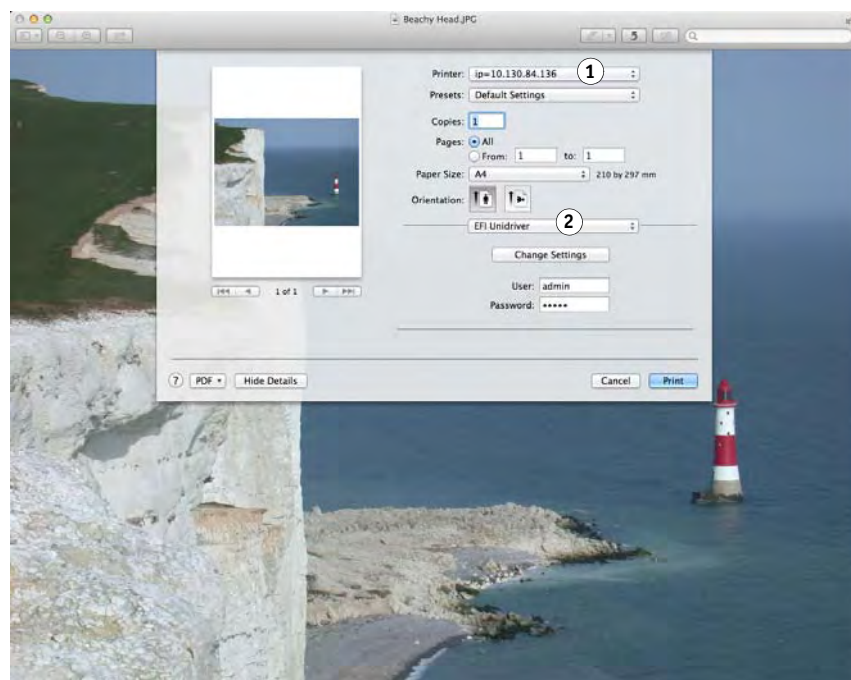 Beachy Head.JPG
5
Printer: ip=10.130.84.136 1
Presets: Default Settings
Copies: 1
Pages: All
From: 1 to: 1
Paper Size: A4 210 by 297 mm
Orientation:
EFI Unidriver 2
Change Settings
1 of 1
User: admin
Password: •••••
? PDF Hide Details Cancel Print